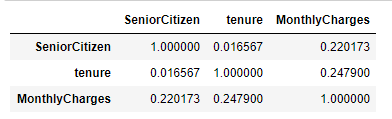 SeniorCitizen tenure MonthlyCharges
SeniorCitizen 1.000000 0.016567 0.220173
tenure 0.016567 1.000000 0.247900
MonthlyCharges 0.220173 0.247900 1.000000